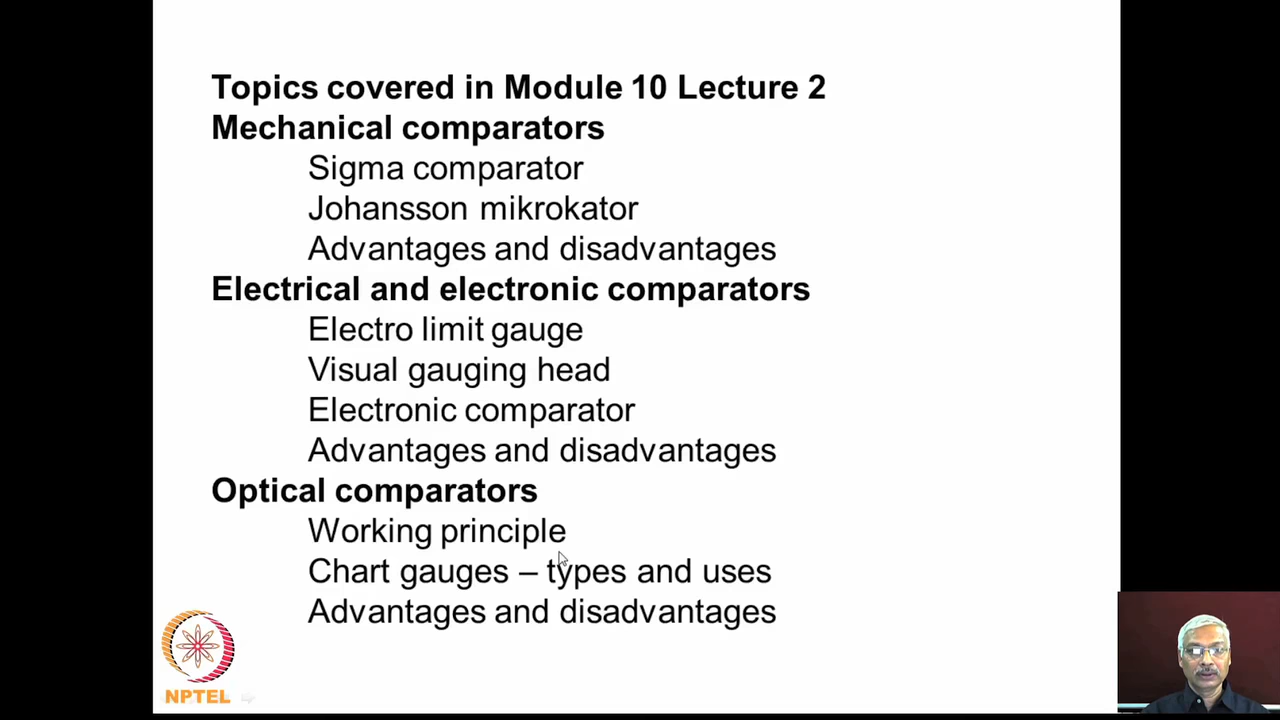 Topics covered in Module 10 Lecture 2
Mechanical comparators
Sigma comparator
Johansson mikrokator
Advantages and disadvantages
Electrical and electronic comparators
Electro limit gauge
Visual gauging head
Electronic comparator
Advantages and disadvantages
Optical comparators
Working principle
Chart gauges – types and uses
Advantages and disadvantages
NPTEL